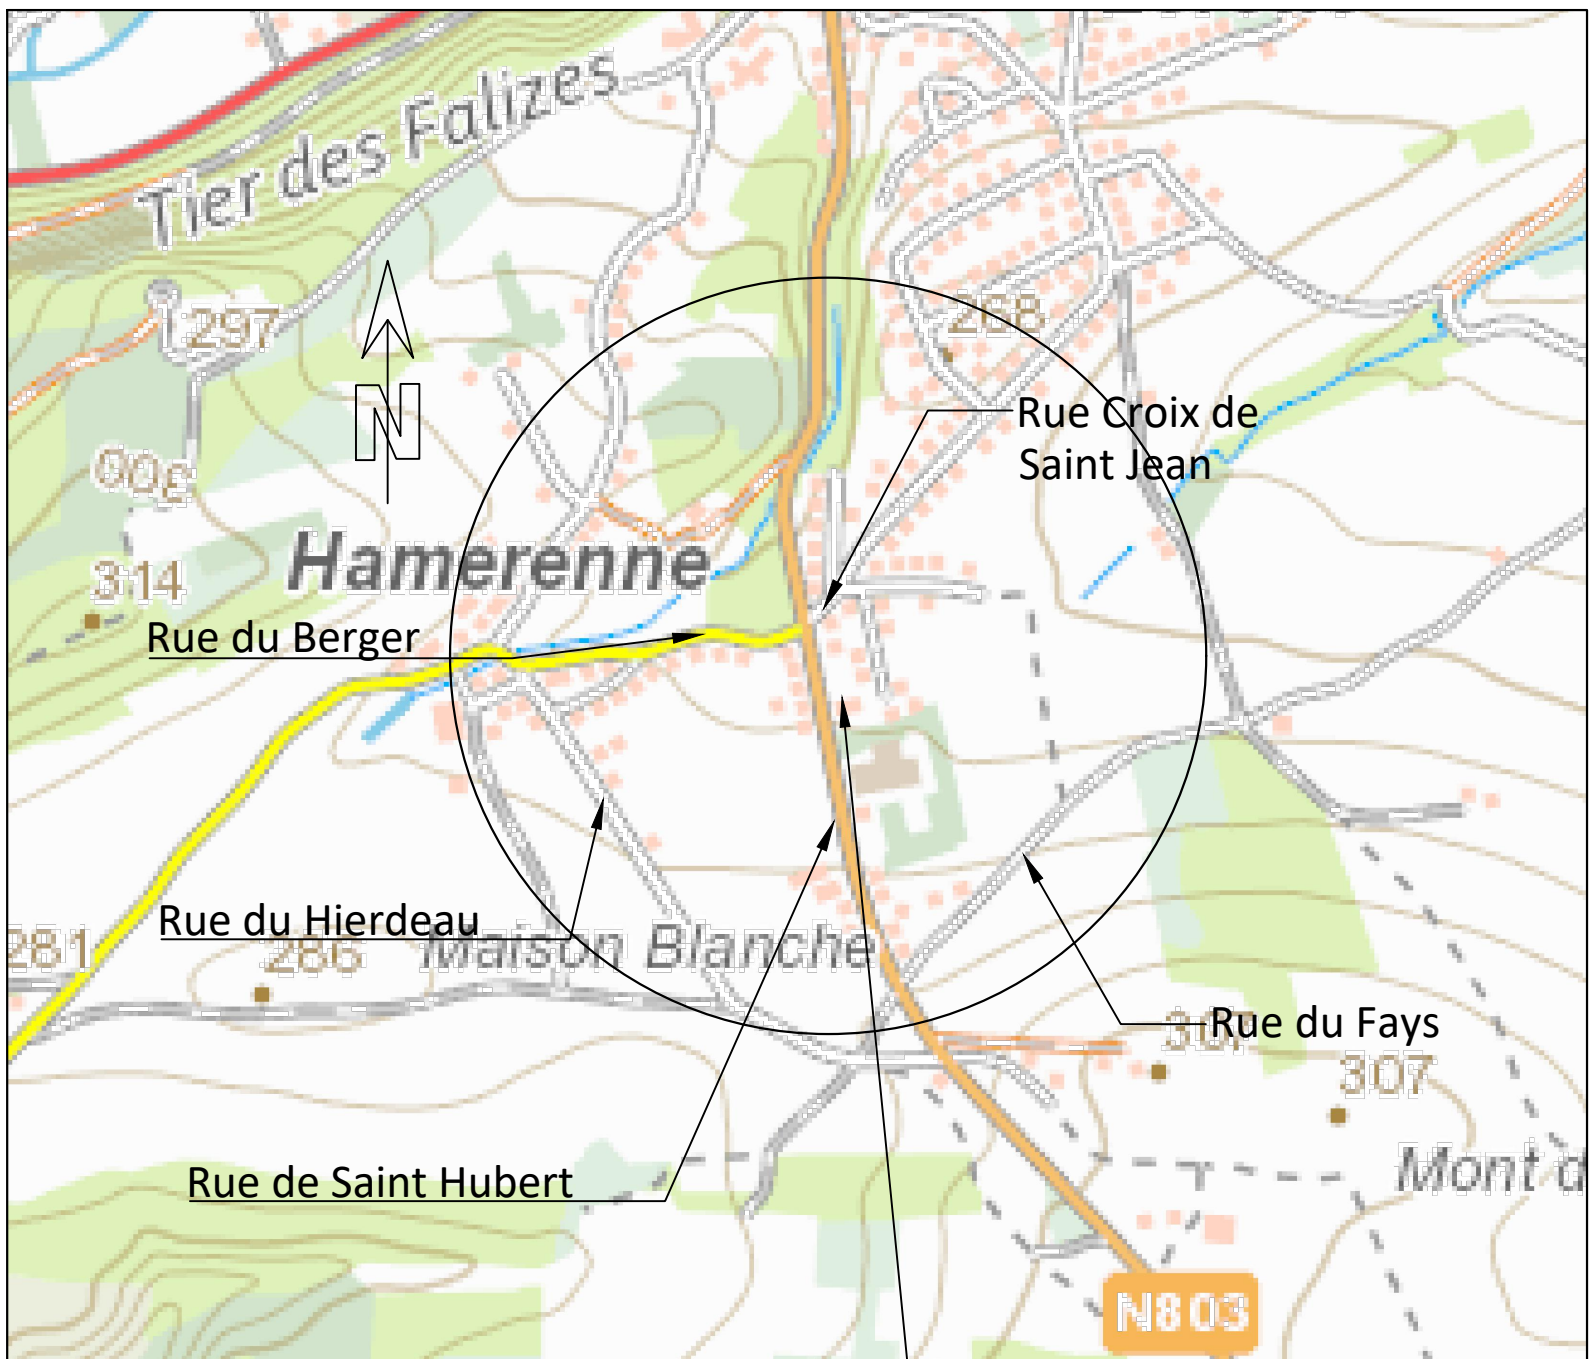 Tier des Falizes
297
268
Rue Croix de
Saint Jean
Hamerenne
314
Rue du Berger
Rue du Hierdeau
281
286
Maison Blanche
Rue du Fays
307
Mont d
Rue de Saint Hubert
N803
N